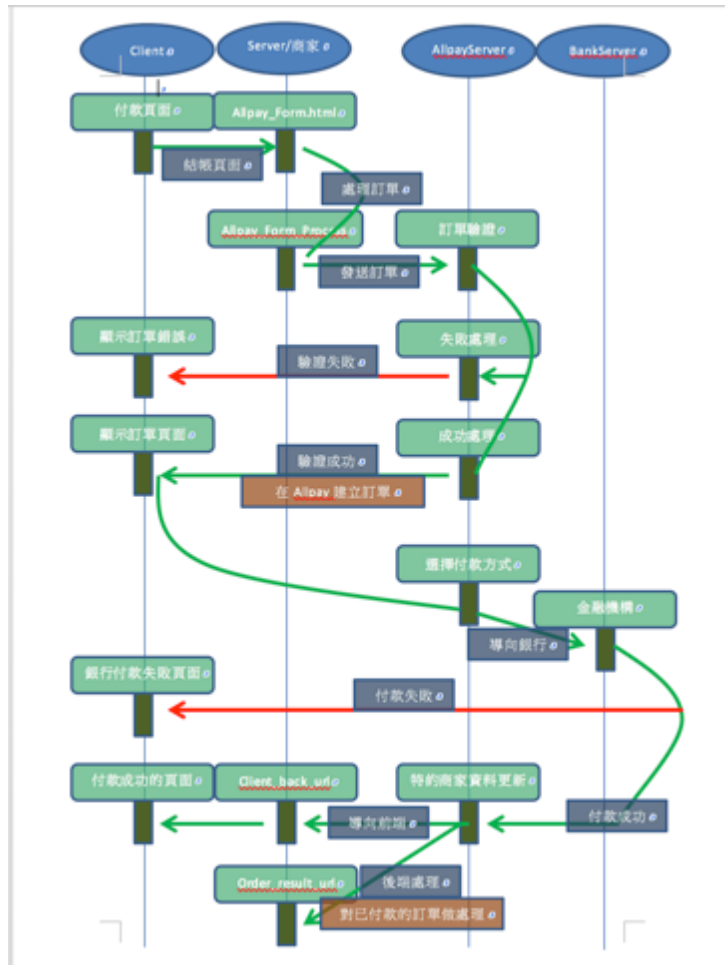 Client
Server/商家
AllpayServer
BankServer
付款頁面
Allpay_Form.html
結帳頁面
處理訂單
Allpay_Form_Process
訂單驗證
發送訂單
顯示訂單錯誤
驗證失敗
失敗處理
顯示訂單頁面
驗證成功
成功處理
在 Allpay 建立訂單
選擇付款方式
金融機構
導向銀行
銀行付款失敗頁面
付款失敗
付款成功的頁面
Client_back_url
特約商家資料更新
導向前端
付款成功
Order_result_url
後端處理
對已付款的訂單做處理